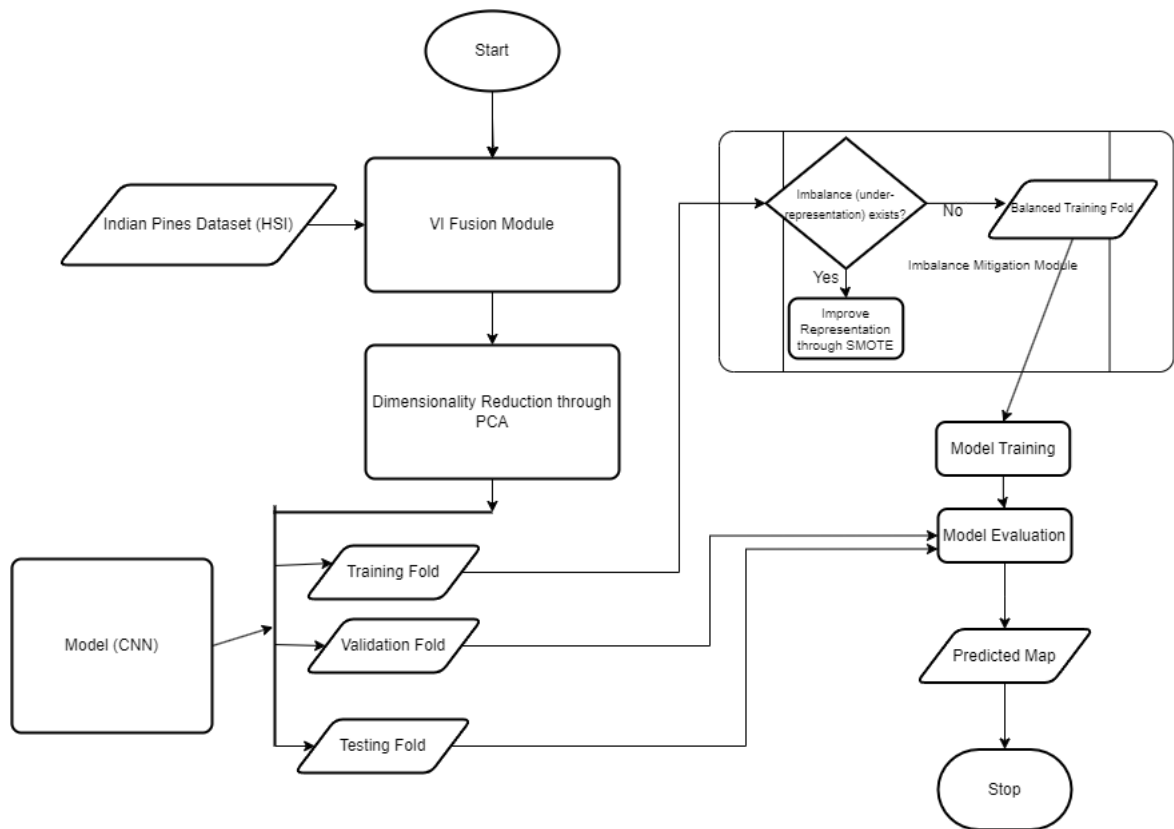 Start
Indian Pines Dataset (HSI)
VI Fusion Module
Dimensionality Reduction through
PCA
Model (CNN)
Training Fold
Validation Fold
Testing Fold
Imbalance (under-
representation) exists?
No
Balanced Training Fold
Imbalance Mitigation Module
Yes
Improve
Representation
through SMOTE
Model Training
Model Evaluation
Predicted Map
Stop